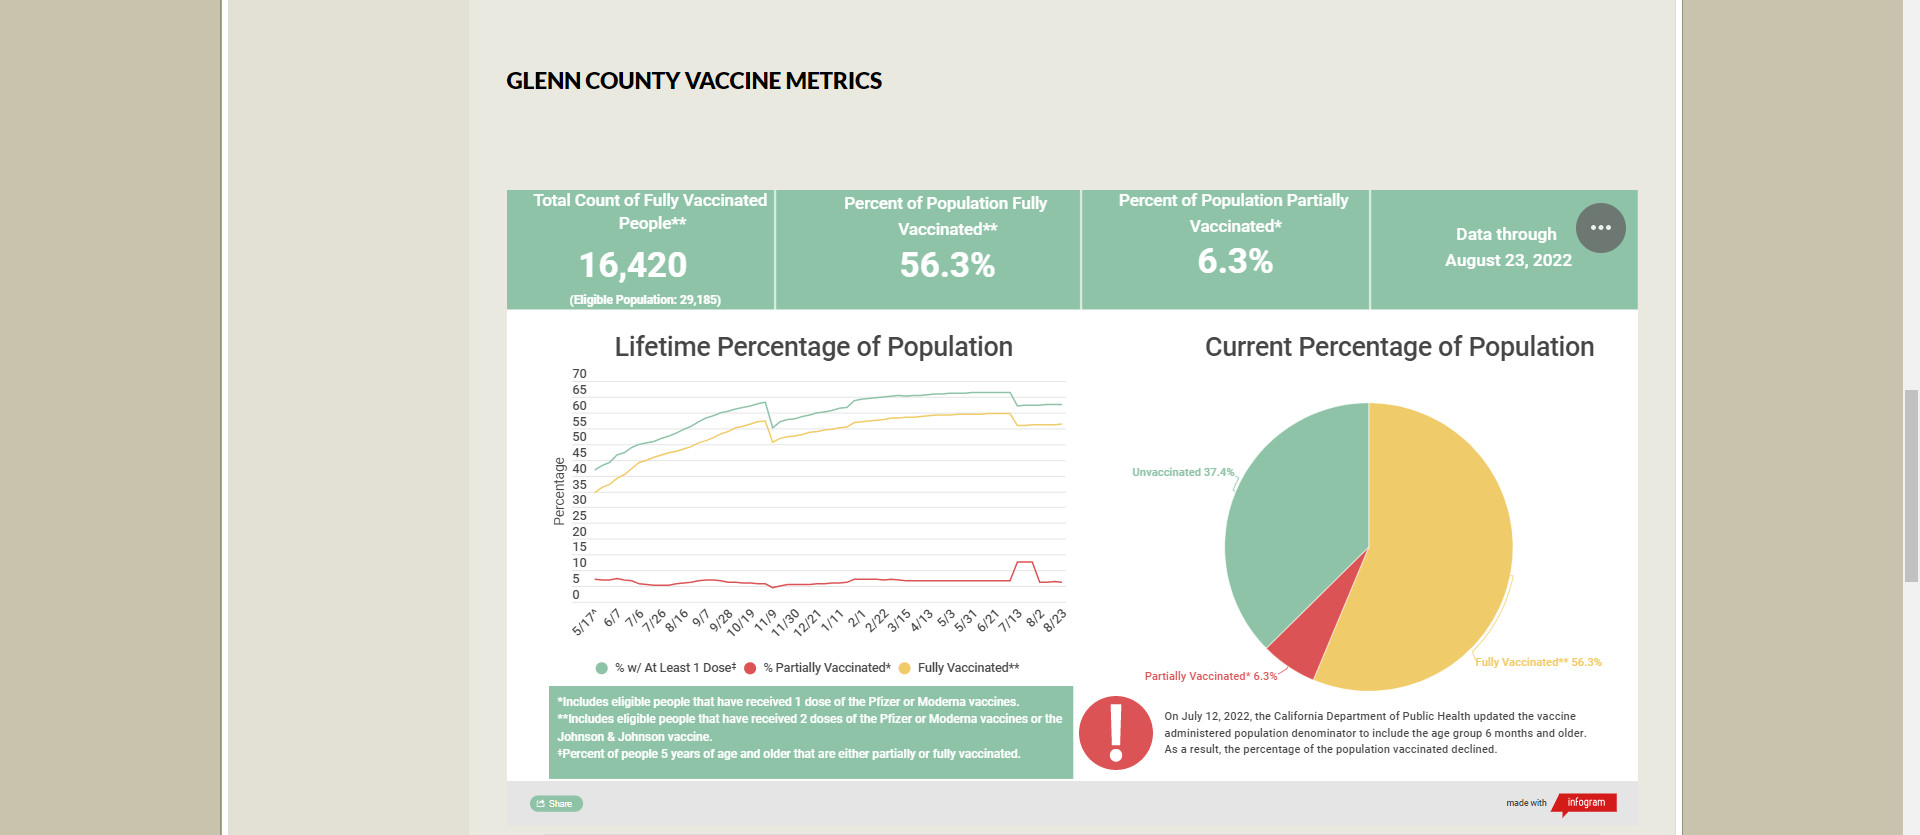 GLENN COUNTY VACCINE METRICS
Total Count of Fully Vaccinated
People**
16,420
(Eligible Population: 29,185)
Percent of Population Fully
Vaccinated**
56.3%
Percent of Population Partially
Vaccinated*
6.3%
Data through
August 23, 2022
Lifetime Percentage of Population
70
65
60
55
50
45
40
35
30
25
20
15
10
5
0
Percentage
5/17^
6/7
7/6
7/26
8/16
9/7
9/28
10/19
11/9
11/30
12/21
1/11
2/1
2/22
3/15
4/13
5/3
5/31
6/21
7/13
8/2
8/23
% w/ At Least 1 Dose‡
% Partially Vaccinated*
Fully Vaccinated**
*Includes eligible people that have received 1 dose of the Pfizer or Moderna vaccines.
**Includes eligible people that have received 2 doses of the Pfizer or Moderna vaccines or the
Johnson & Johnson vaccine.
‡Percent of people 5 years of age and older that are either partially or fully vaccinated.
Current Percentage of Population
Unvaccinated 37.4%
Fully Vaccinated** 56.3%
Partially Vaccinated* 6.3%
On July 12, 2022, the California Department of Public Health updated the vaccine
administered population denominator to include the age group 6 months and older.
As a result, the percentage of the population vaccinated declined.
Share
made with
infogram